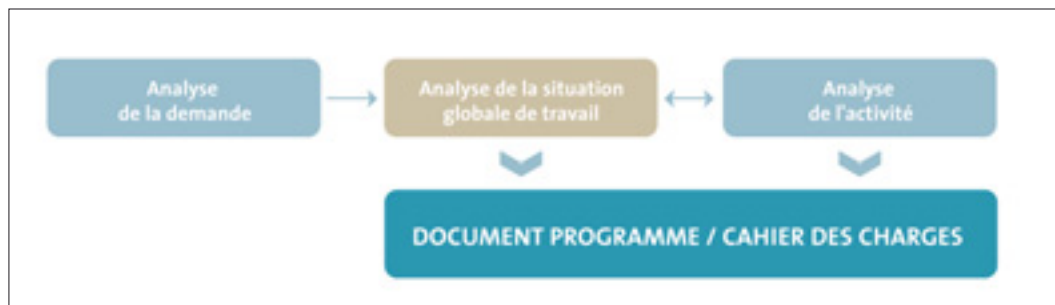 Analyse
de la demande
Analyse de la situation
globale de travail
Analyse
de l'activité
DOCUMENT PROGRAMME / CAHIER DES CHARGES